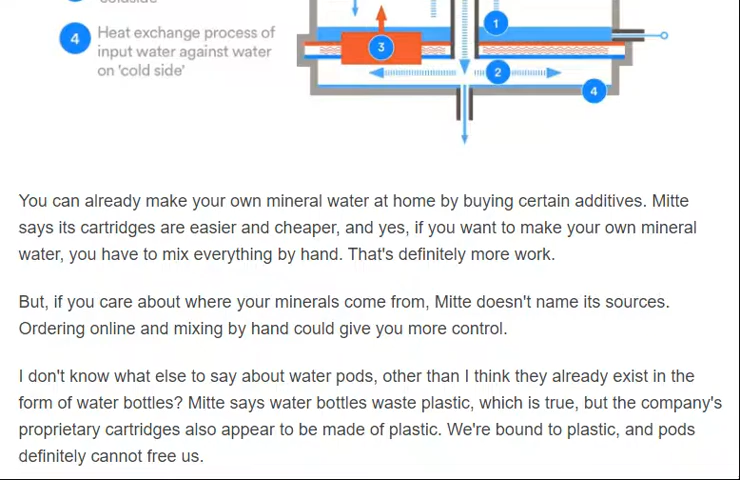 4
Heat exchange process of
input water against water
on 'cold side'
1
3
2
4
You can already make your own mineral water at home by buying certain additives. Mitte
says its cartridges are easier and cheaper, and yes, if you want to make your own mineral
water, you have to mix everything by hand. That's definitely more work.
But, if you care about where your minerals come from, Mitte doesn't name its sources.
Ordering online and mixing by hand could give you more control.
I don't know what else to say about water pods, other than I think they already exist in the
form of water bottles? Mitte says water bottles waste plastic, which is true, but the company's
proprietary cartridges also appear to be made of plastic. We're bound to plastic, and pods
definitely cannot free us.